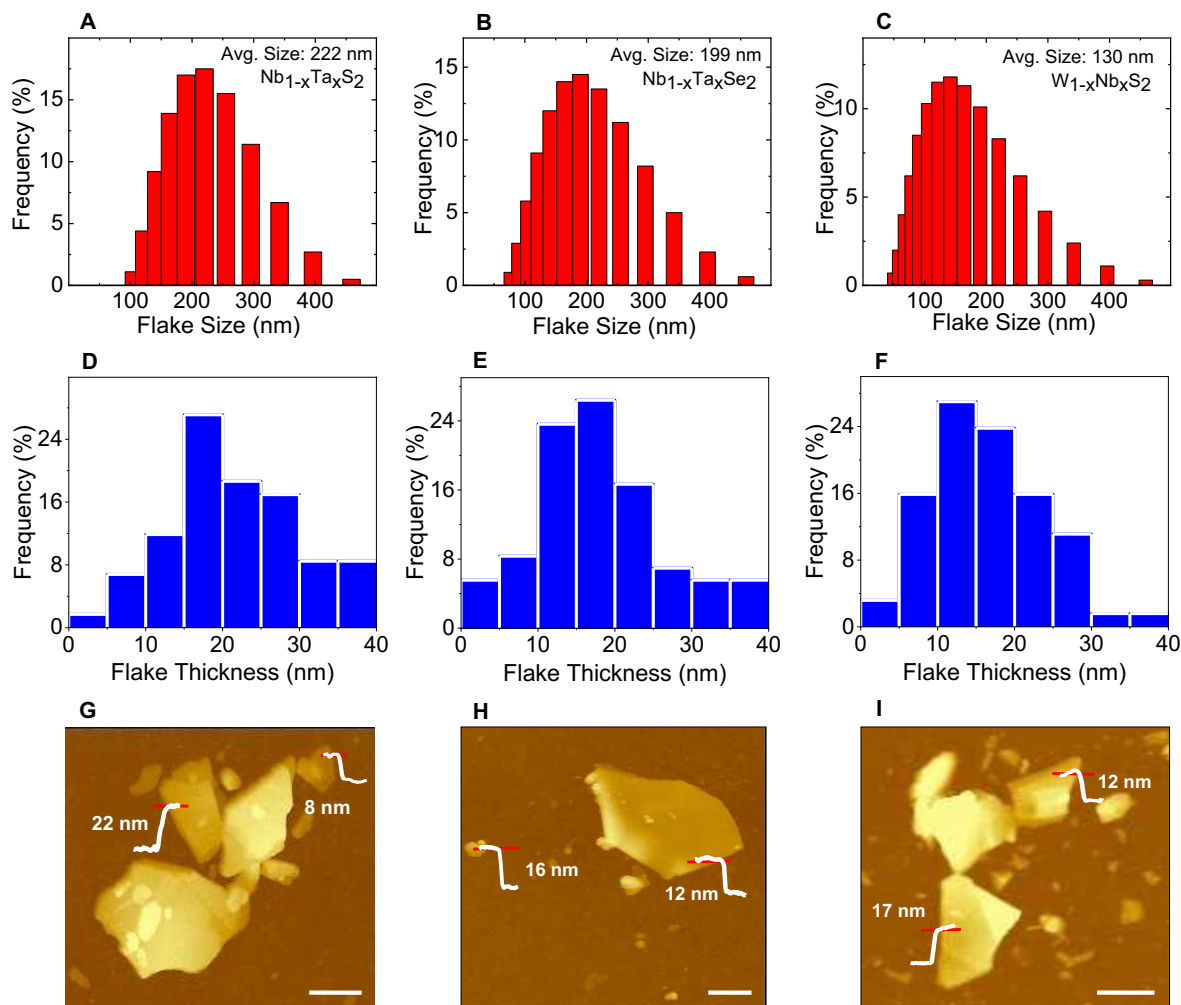 A
Avg. Size: 222 nm
Nb1-xTaxS2
15
10
5
0
Frequency (%)
100 200 300 400
Flake Size (nm)
B
Avg. Size: 199 nm
Nb1-xTaxSe2
15
10
5
0
Frequency (%)
100 200 300 400
Flake Size (nm)
C
Avg. Size: 130 nm
W1-xNbxS2
10
5
0
Frequency (%)
100 200 300 400
Flake Size (nm)
D
24
16
8
0
Frequency (%)
0 10 20 30 40
Flake Thickness (nm)
E
24
16
8
0
Frequency (%)
0 10 20 30 40
Flake Thickness (nm)
F
24
16
8
0
Frequency (%)
0 10 20 30 40
Flake Thickness (nm)
G
8 nm
22 nm
H
16 nm
12 nm
I
12 nm
17 nm